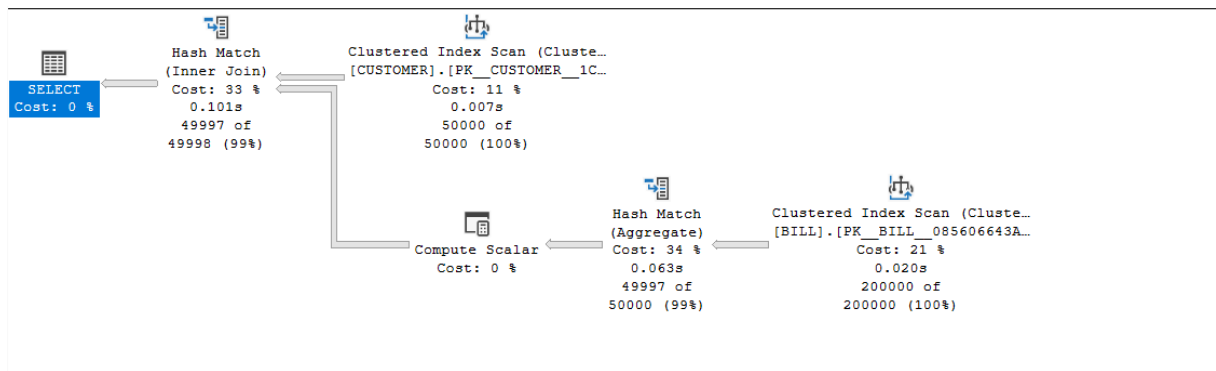 SELECT
Cost: 0 %
Hash Match
(Inner Join)
Cost: 33 %
0.101s
49997 of
49998 (99%)
Clustered Index Scan (Cluste…
[CUSTOMER].[PK__CUSTOMER__1C…
Cost: 11 %
0.007s
50000 of
50000 (100%)
Compute Scalar
Cost: 0 %
Hash Match
(Aggregate)
Cost: 34 %
0.063s
49997 of
50000 (99%)
Clustered Index Scan (Cluste…
[BILL].[PK__BILL__085606643A…
Cost: 21 %
0.020s
200000 of
200000 (100%)